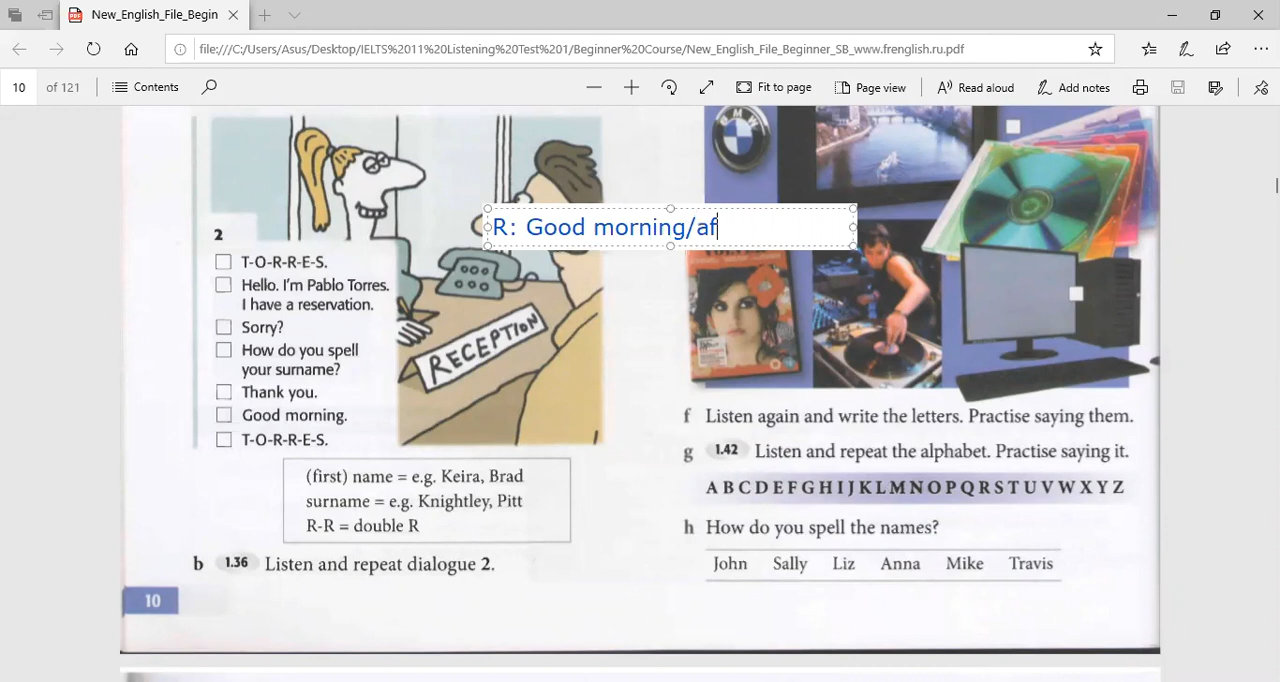 New_English_File_Begin
file:///C:/Users/Asus/Desktop/IELTS%2011%20Listening%20Test%201/Beginner%20Course/New_English_File_Beginner_SB_www.frenglish.ru.pdf
10 of 121 Contents Fit to page Page view Read aloud Add notes
BMW
R: Good morning/af
2
T-O-R-R-E-S.
Hello. I'm Pablo Torres.
I have a reservation.
Sorry?
How do you spell
your surname?
Thank you.
Good morning.
T-O-R-R-E-S.
RECEPTION
(first) name = e.g. Keira, Brad
surname = e.g. Knightley, Pitt
R-R = double R
b 1.36 Listen and repeat dialogue 2.
10
f Listen again and write the letters. Practise saying them.
g 1.42 Listen and repeat the alphabet. Practise saying it.
A B C D E F G H I J K L M N O P Q R S T U V W X Y Z
h How do you spell the names?
John Sally Liz Anna Mike Travis